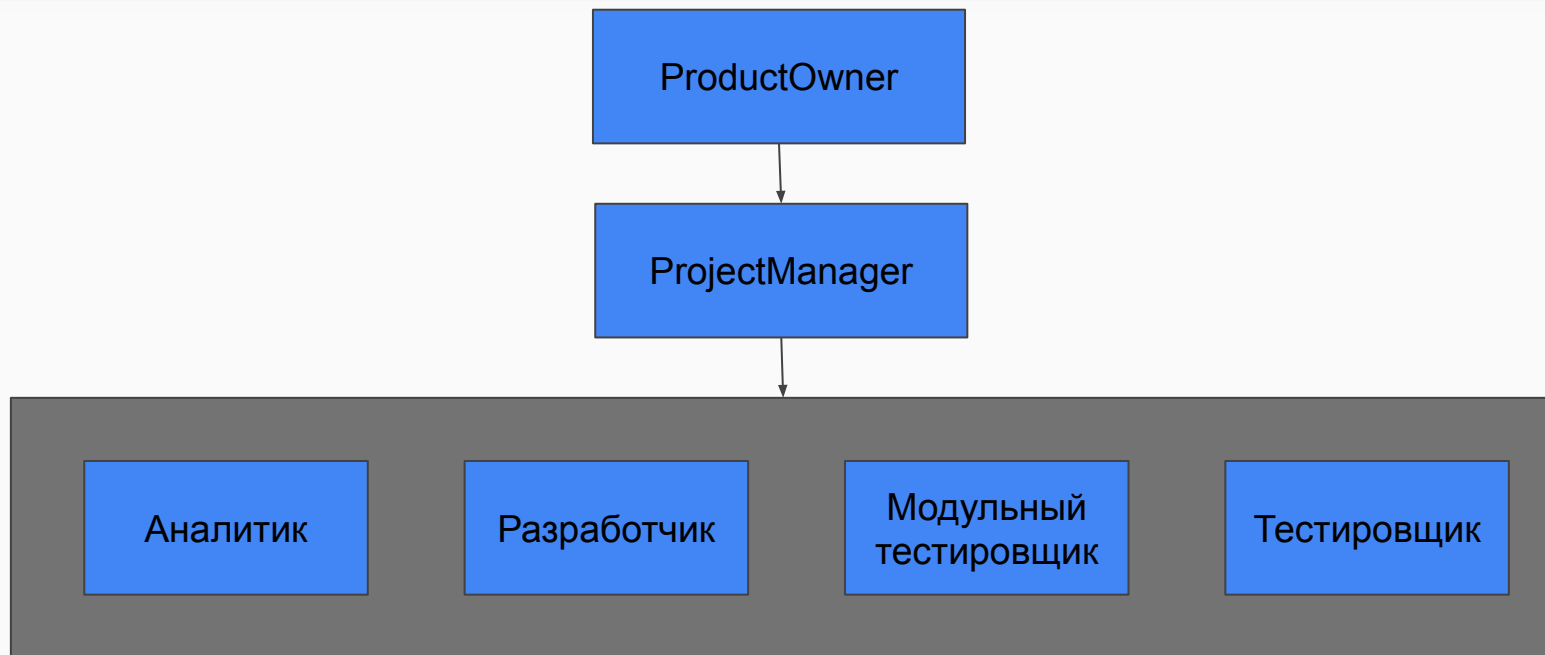 ProductOwner
ProjectManager
Аналитик
Разработчик
Модульный
тестировщик
Тестировщик